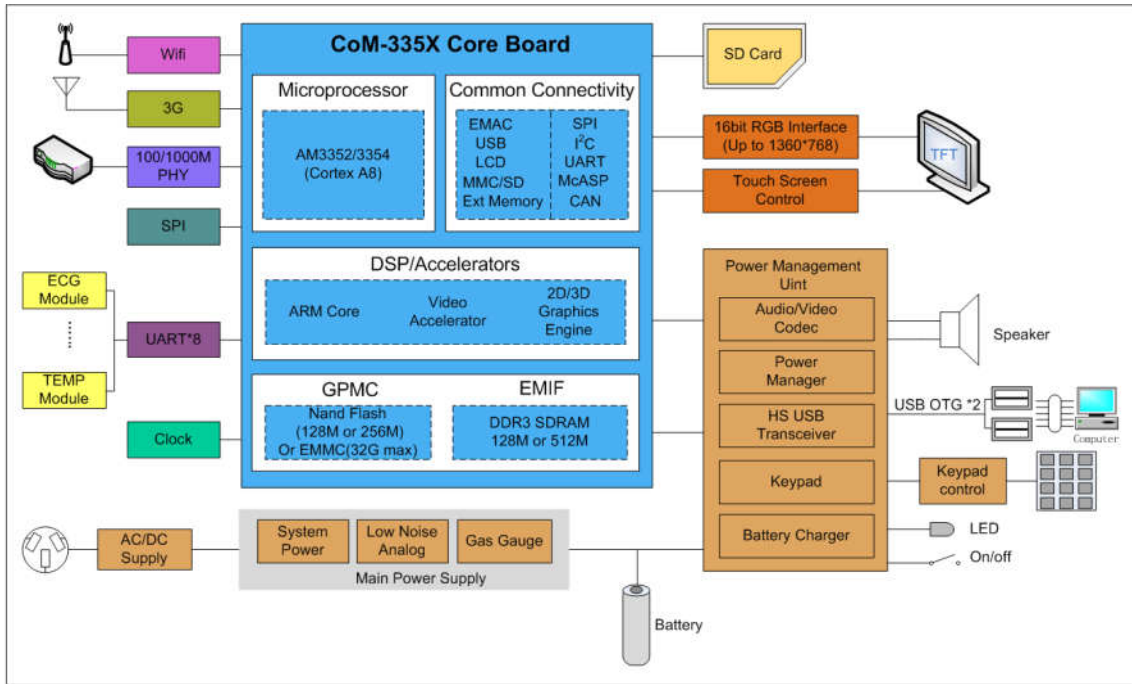 CoM-335X Core Board
Wifi
3G
100/1000M
PHY
SPI
ECG
Module
UART*8
TEMP
Module
Clock
Microprocessor
AM3352/3354
(Cortex A8)
Common Connectivity
EMAC
USB
LCD
MMC/SD
Ext Memory
SPI
I²C
UART
McASP
CAN
DSP/Accelerators
ARM Core
Video
Accelerator
2D/3D
Graphics
Engine
GPMC
Nand Flash
(128M or 256M)
Or EMMC(32G max)
EMIF
DDR3 SDRAM
128M or 512M
SD Card
16bit RGB Interface
(Up to 1360*768)
TFT
Touch Screen
Control
Power Management
Uint
Audio/Video
Codec
Speaker
Power
Manager
HS USB
Transceiver
USB OTG *2
Computer
Keypad
Keypad
control
Battery Charger
LED
On/off
AC/DC
Supply
System
Power
Low Noise
Analog
Gas Gauge
Main Power Supply
Battery